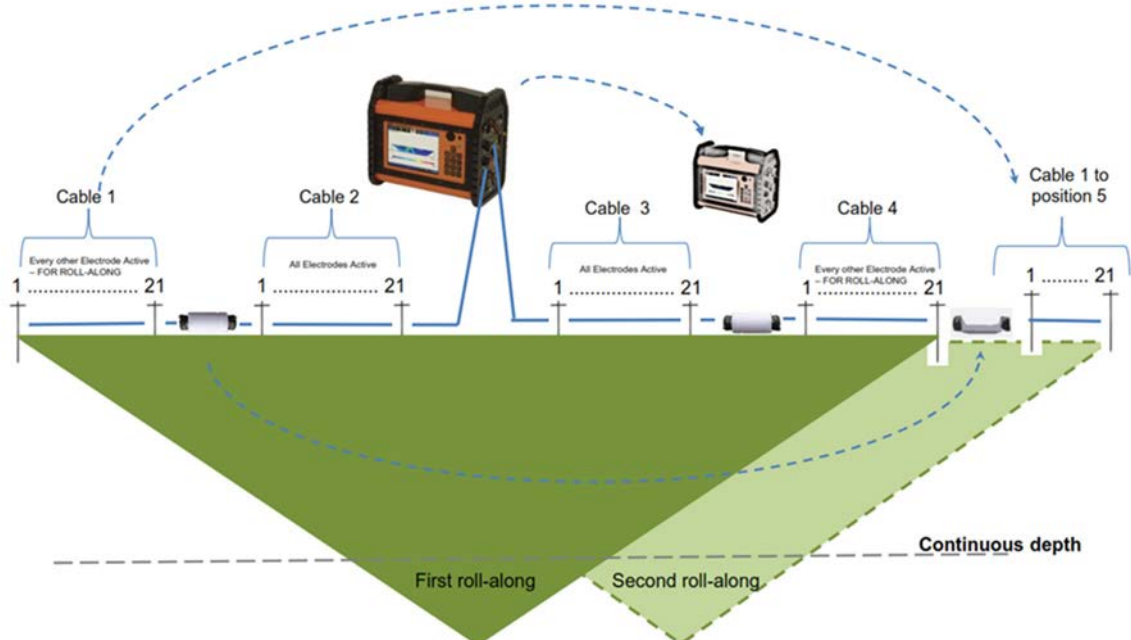 Cable 1
Cable 2
Cable 3
Cable 4
Cable 1 to
position 5
Every other Electrode Active
– FOR ROLL-ALONG
All Electrodes Active
All Electrodes Active
Every other Electrode Active
– FOR ROLL-ALONG
1 .................... 21
1 .................... 21
1 .................... 21
1 .................... 21
1 ......... 21
Continuous depth
First roll-along
Second roll-along